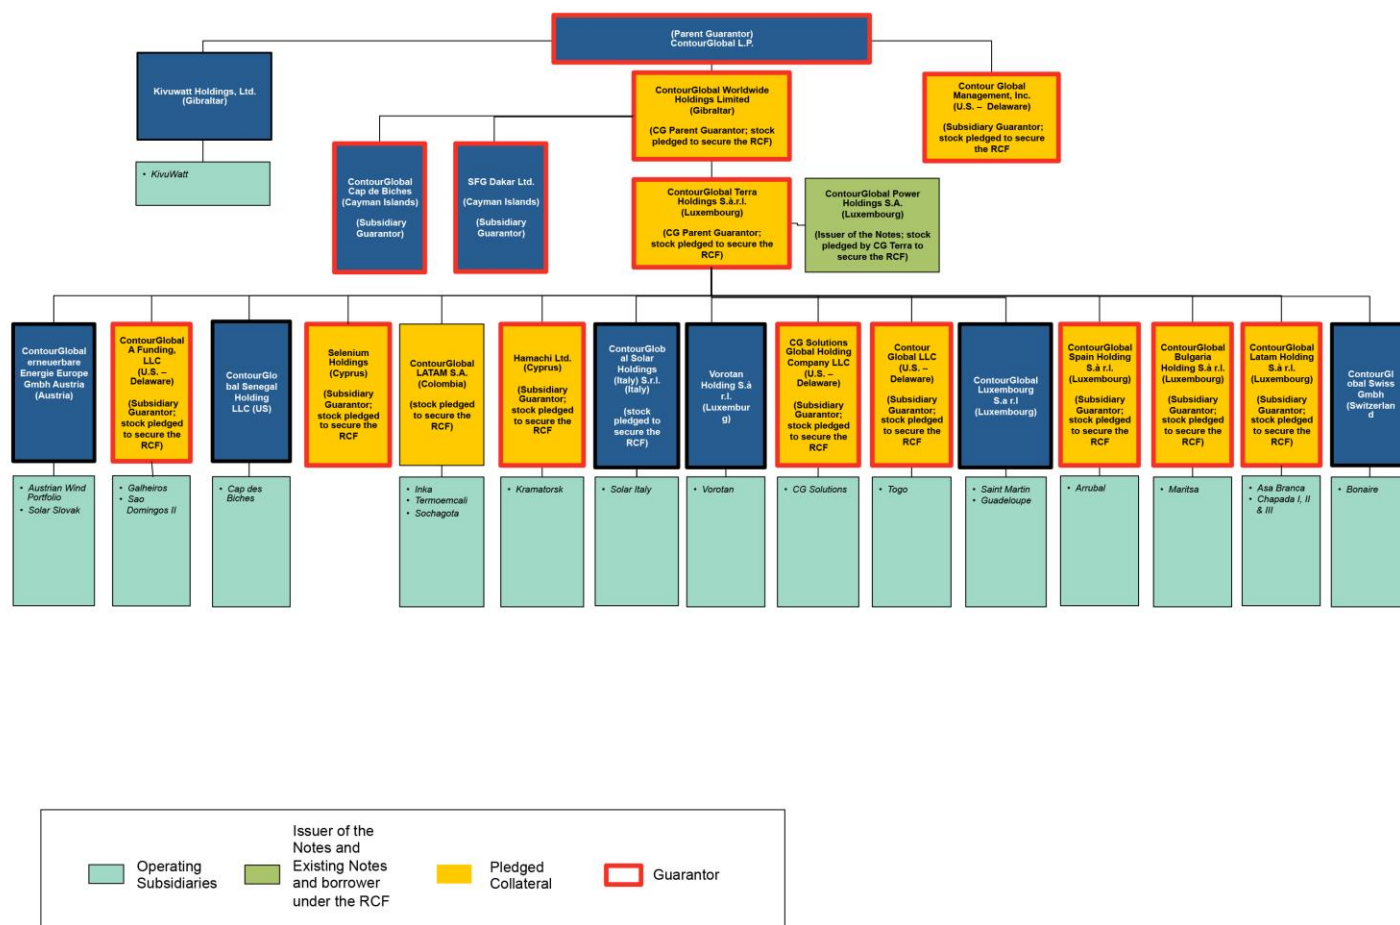 (Parent Guarantor)
ContourGlobal L.P.
Kivuwatt Holdings, Ltd.
(Gibraltar)
ContourGlobal Worldwide
Holdings Limited
(Gibraltar)
(CG Parent Guarantor; stock
pledged to secure the RCF)
Contour Global
Management, Inc.
(U.S. – Delaware)
(Subsidiary Guarantor;
stock pledged to secure
the RCF
• KivuWatt
ContourGlobal
Cap de Biches
(Cayman Islands)
(Subsidiary
Guarantor)
SFG Dakar Ltd.
(Cayman Islands)
(Subsidiary
Guarantor)
ContourGlobal Terra
Holdings S.à.r.l.
(Luxembourg)
(CG Parent Guarantor;
stock pledged to secure the
RCF)
ContourGlobal Power
Holdings S.A.
(Luxembourg)
(Issuer of the Notes; stock
pledged by CG Terra to
secure the RCF)
ContourGlobal
erneuerbare
Energie Europe
Gmbh Austria
(Austria)
ContourGlobal
A Funding,
LLC
(U.S. –
Delaware)
(Subsidiary
Guarantor;
stock pledged
to secure the
RCF)
ContourGlo
bal Senegal
Holding
LLC (US)
Selenium
Holdings
(Cyprus)
(Subsidiary
Guarantor;
stock pledged
to secure the
RCF
ContourGlobal
LATAM S.A.
(Colombia)
(stock pledged
to secure the
RCF)
Hamachi Ltd.
(Cyprus)
(Subsidiary
Guarantor;
stock pledged
to secure the
RCF
ContourGlob
al Solar
Holdings
(Italy) S.r.l.
(Italy)
(stock
pledged to
secure the
RCF)
Vorotan
Holding S.à
r.l.
(Luxembur
g)
CG Solutions
Global Holding
Company LLC
(U.S. –
Delaware)
(Subsidiary
Guarantor;
stock pledged
to secure the
RCF
Contour
Global LLC
(U.S. –
Delaware)
(Subsidiary
Guarantor;
stock pledged
to secure the
RCF
ContourGlobal
Luxembourg
S.a r.l
(Luxembourg)
ContourGlobal
Spain Holding
S.à r.l.
(Luxembourg)
(Subsidiary
Guarantor;
stock pledged
to secure the
RCF)
ContourGlobal
Bulgaria
Holding S.à r.l.
(Luxembourg)
(Subsidiary
Guarantor;
stock pledged
to secure the
RCF)
ContourGlobal
Latam Holding
S.à r.l.
(Luxembourg)
(Subsidiary
Guarantor;
stock pledged
to secure the
RCF)
ContourGl
obal Swiss
Gmbh
(Switzerlan
d
• Austrian Wind
Portfolio
• Solar Slovak
• Galheiros
• Sao
Domingos II
• Cap des
Biches
• Inka
• Termoemcali
• Sochagota
• Kramatorsk
• Solar Italy
• Vorotan
• CG Solutions
• Togo
• Saint Martin
• Guadeloupe
• Arrubal
• Maritsa
• Asa Branca
• Chapada I, II
& III
• Bonaire
Operating
Subsidiaries
Issuer of the
Notes and
Existing Notes
and borrower
under the RCF
Pledged
Collateral
Guarantor